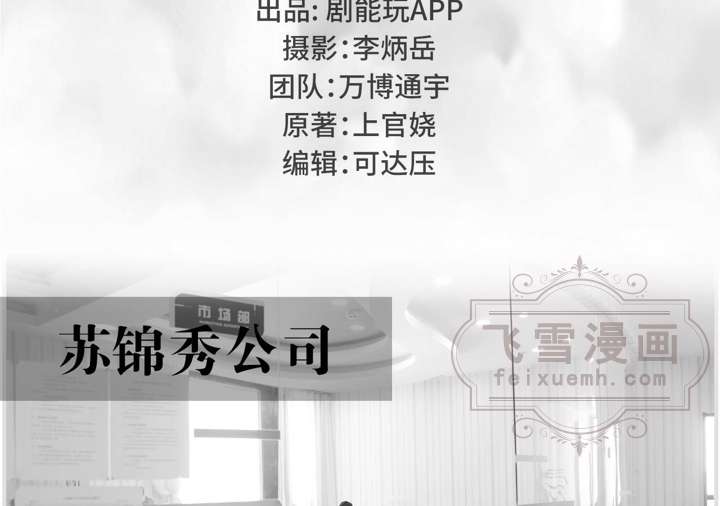 出品: 剧能玩APP
摄影:李炳岳
团队:万博通宇
原著:上官娆
编辑:可达压
市场部
苏锦秀公司
飞雪漫画
feixuemh.com